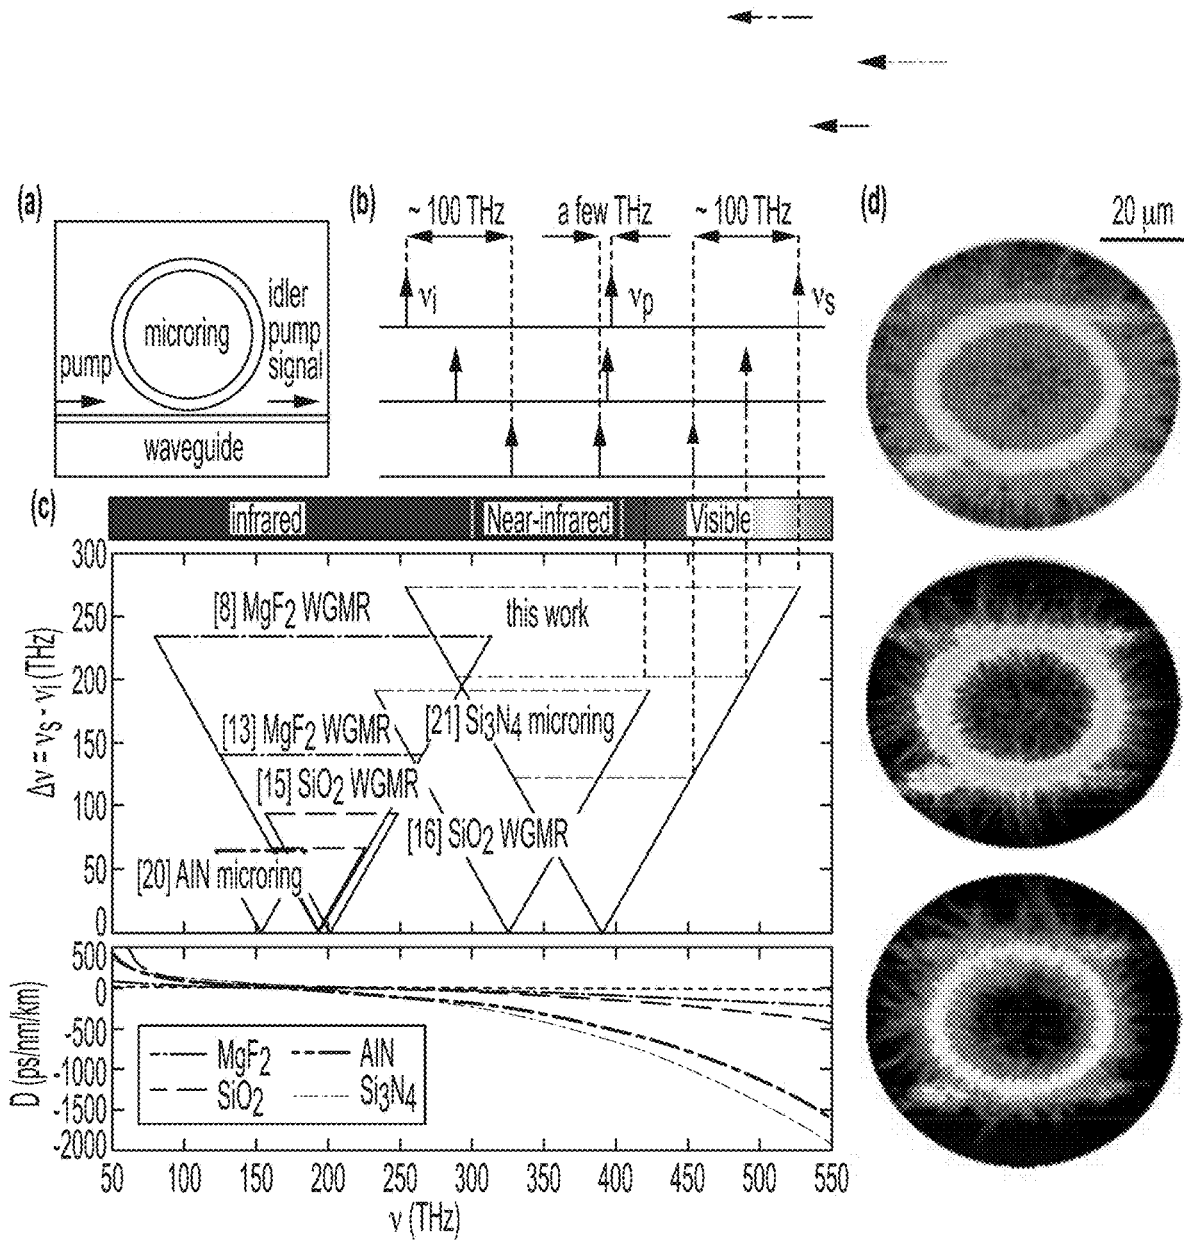 (a)
(b)
(d)
~ 100 THz
a few THz
~ 100 THz
20 μm
νi
νp
νs
microring
idler
pump
signal
pump
waveguide
(c)
infrared
Near-infrared
Visible
Δν = νS - νi (THz)
300
250
200
150
100
50
0
[8] MgF2 WGMR
this work
[13] MgF2 WGMR
[21] Si3N4 microring
[15] SiO2 WGMR
[16] SiO2 WGMR
[20] AlN microring
D (ps/nm/km)
500
0
-500
-1000
-1500
-2000
MgF2
AlN
SiO2
Si3N4
50 100 150 200 250 300 350 400 450 500 550
ν (THz)